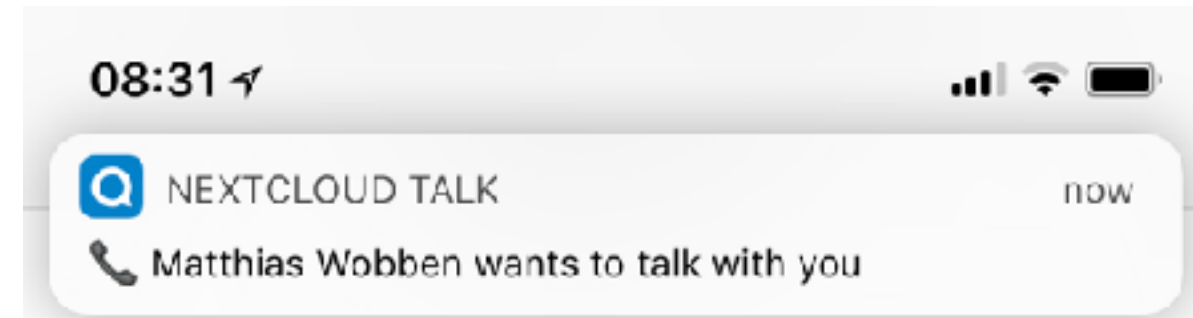 08:31
NEXTCLOUD TALK now
Matthias Wobben wants to talk with you